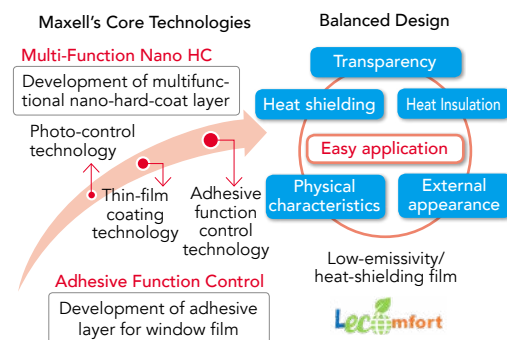 Maxell's Core Technologies
Multi-Function Nano HC
Development of multifunc-
tional nano-hard-coat layer
Photo-control
technology
Thin-film
coating
technology
Adhesive
function
control
technology
Adhesive Function Control
Development of adhesive
layer for window film
Balanced Design
Transparency
Heat shielding
Heat Insulation
Easy application
Physical
characteristics
External
appearance
Low-emissivity/
heat-shielding film
Lecomfort